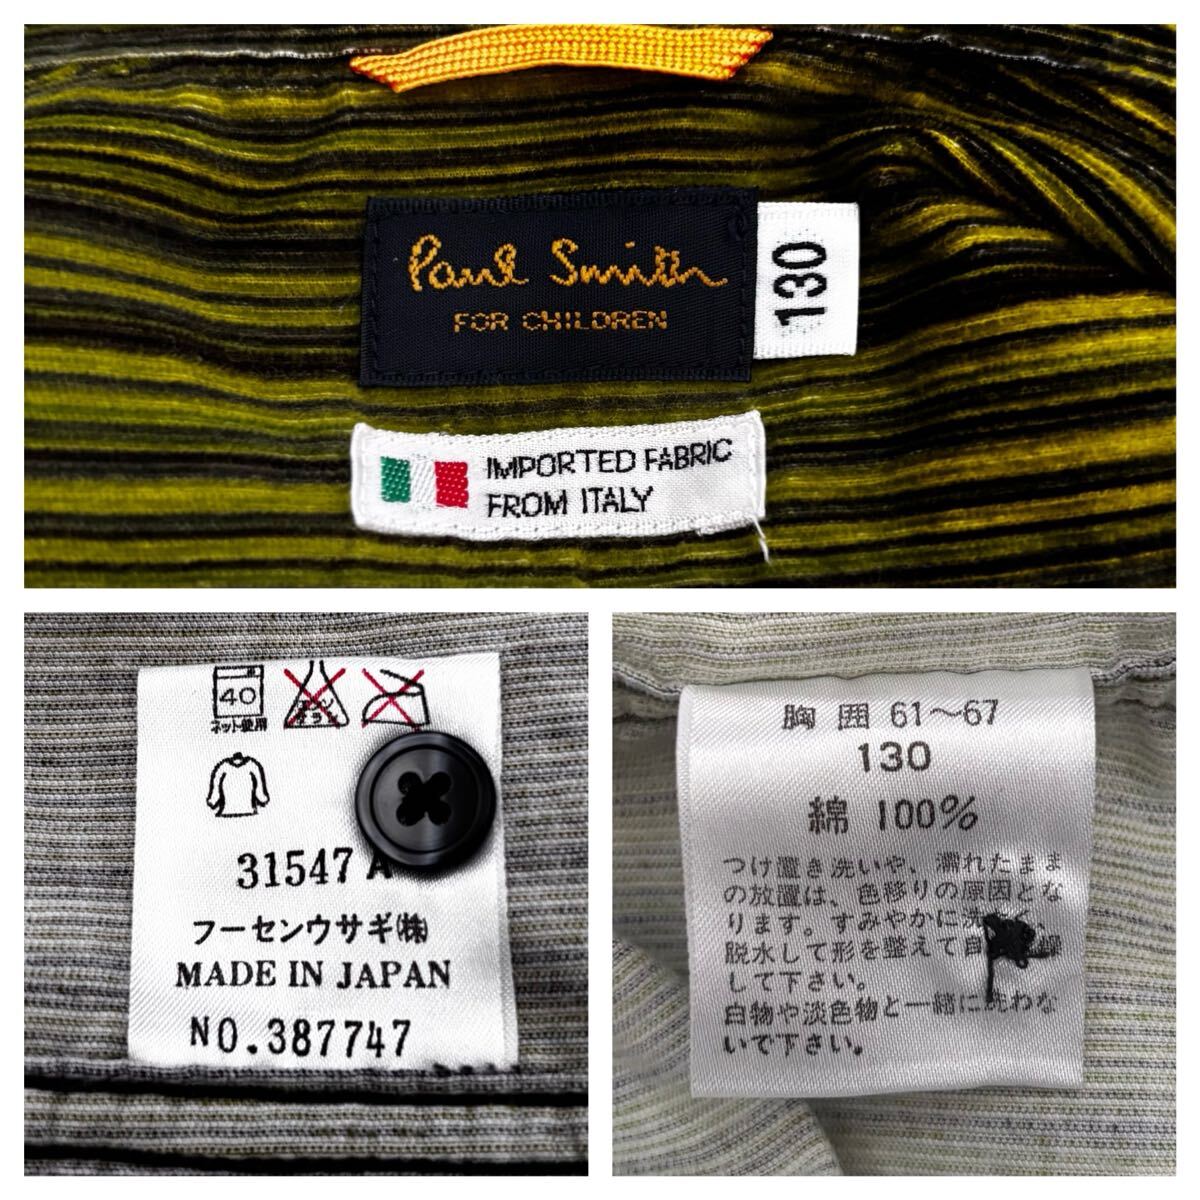 Paul Smith
FOR CHILDREN
130
IMPORTED FABRIC
FROM ITALY
40
ネット使用
31547 A
フーセンウサギ㈱
MADE IN JAPAN
NO.387747
胸囲 61〜67
130
綿 100%
つけ置き洗いや、濡れたまま
の放置は、色移りの原因とな
ります。すみやかに洗
脱水して形を整えて自
して下さい。
白物や淡色物と一緒に洗わな
いで下さい。